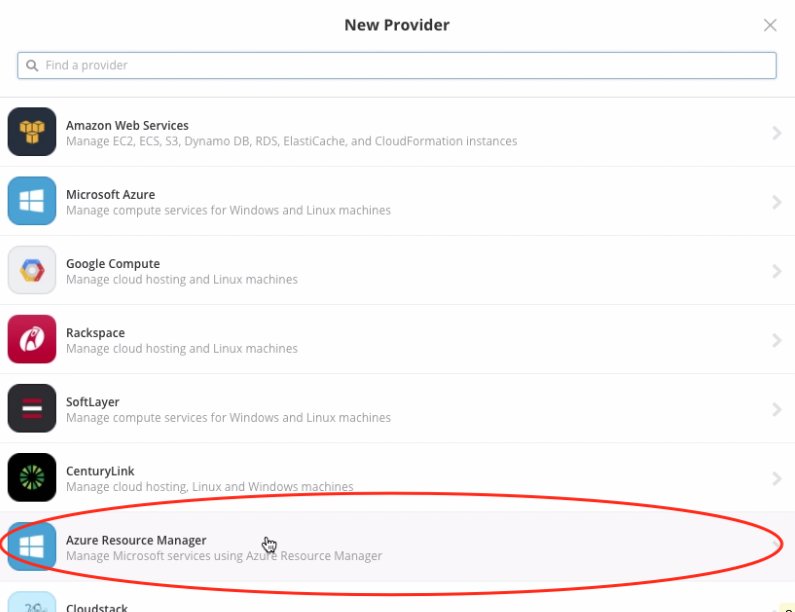 New Provider
Find a provider
Amazon Web Services
Manage EC2, ECS, S3, Dynamo DB, RDS, ElastiCache, and CloudFormation instances
Microsoft Azure
Manage compute services for Windows and Linux machines
Google Compute
Manage cloud hosting and Linux machines
Rackspace
Manage cloud hosting and Linux machines
SoftLayer
Manage compute services for Windows and Linux machines
CenturyLink
Manage cloud hosting, Linux and Windows machines
Azure Resource Manager
Manage Microsoft services using Azure Resource Manager
Cloudstack